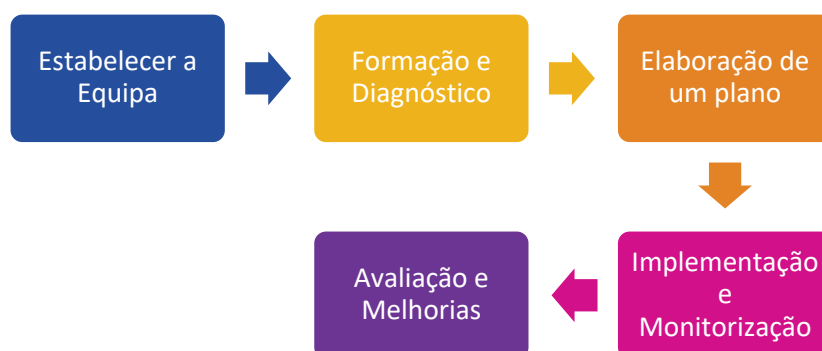 Estabelecer a
Equipa
Formação e
Diagnóstico
Elaboração de
um plano
Implementação
e
Monitorização
Avaliação e
Melhorias